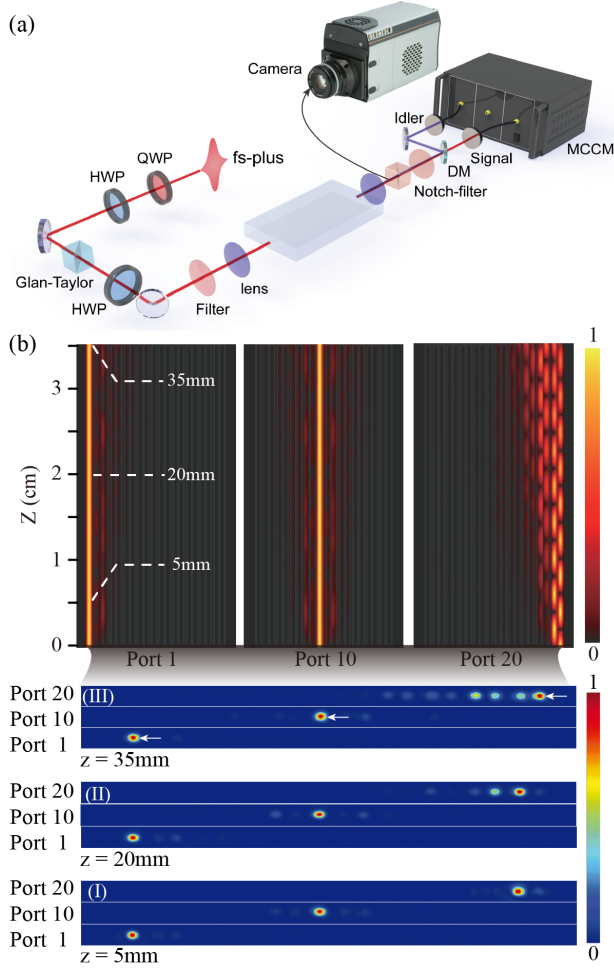 (a)
Camera
Idler
MCCM
Signal
DM
Notch-filter
fs-plus
QWP
HWP
Glan-Taylor
HWP
Filter
lens
(b)
1
3
35mm
2
20mm
Z (cm)
1
5mm
0
0
Port 1
Port 10
Port 20
1
Port 20
(III)
Port 10
Port 1
z = 35mm
Port 20
(II)
Port 10
Port 1
z = 20mm
Port 20
(I)
Port 10
Port 1
z = 5mm
0